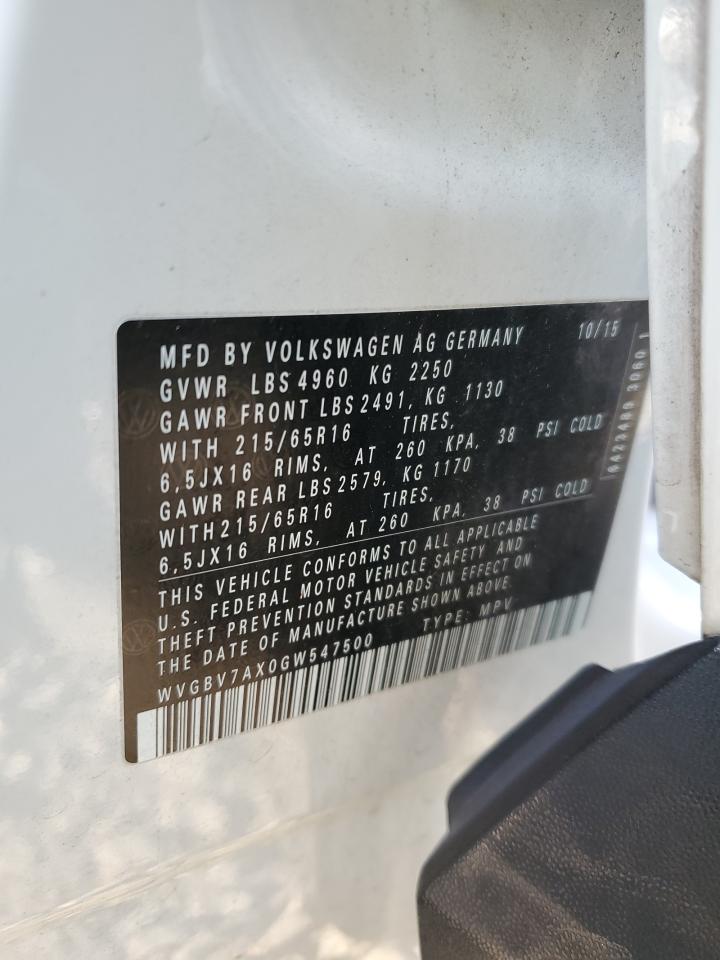 MFD BY VOLKSWAGEN AG GERMANY 10/15
GVWR LBS 4960 KG 2250
GAWR FRONT LBS 2491, KG 1130
WITH 215/65R16 TIRES,
6,5JX16 RIMS, AT 260 KPA, 38 PSI COLD
GAWR REAR LBS 2579, KG 1170
WITH 215/65R16 TIRES,
6,5JX16 RIMS, AT 260 KPA, 38 PSI COLD
THIS VEHICLE CONFORMS TO ALL APPLICABLE
U.S. FEDERAL MOTOR VEHICLE SAFETY AND
THEFT PREVENTION STANDARDS IN EFFECT ON
THE DATE OF MANUFACTURE SHOWN ABOVE
WVGBV7AX0GW547500 TYPE: MPV